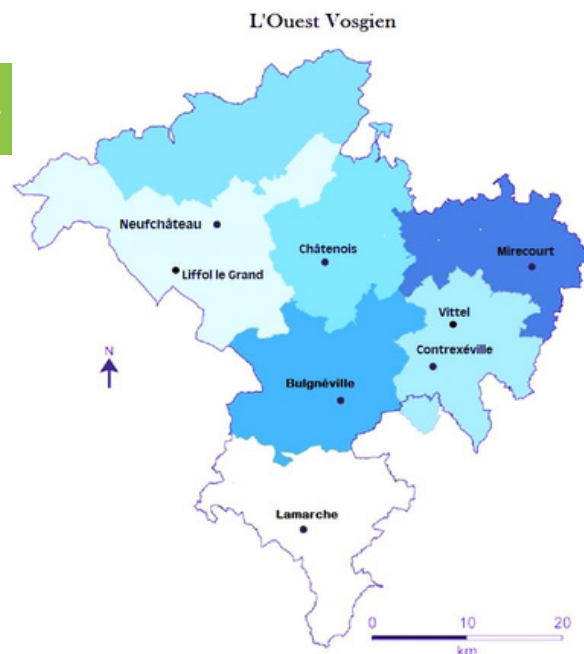 L'Ouest Vosgien
Neufchâteau
Liffol le Grand
Châtenois
Mirecourt
Vittel
Contrexéville
N
Bulgnéville
Lamarche
0 10 20
km